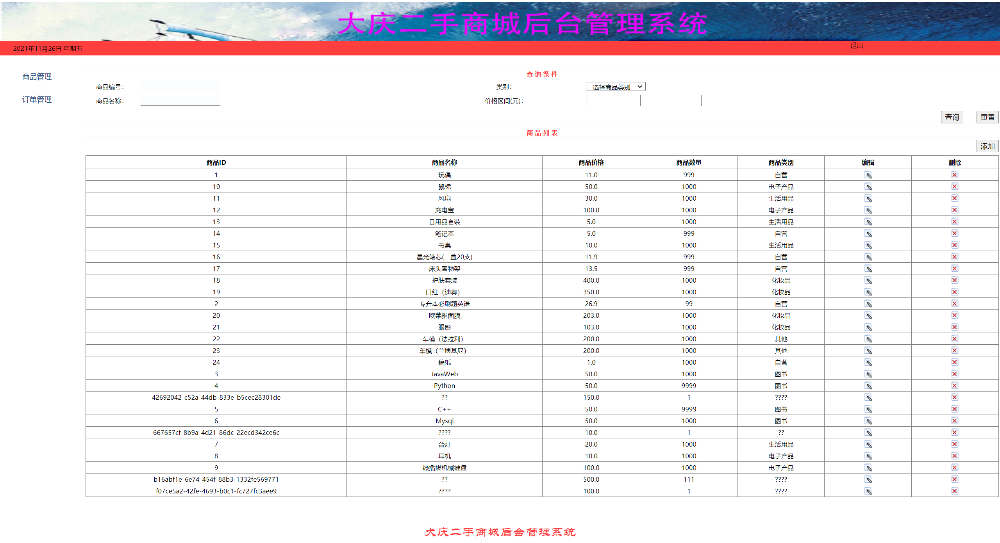 大庆二手商城后台管理系统
2021年11月26日 星期五 退出
商品管理
订单管理
查 询 条 件
商品编号： 类别： --选择商品类别--
商品名称： 价格区间(元)： -
查询 重置
商 品 列 表
添加
商品ID 商品名称 商品价格 商品数量 商品类别 编辑 删除
1 玩偶 11.0 999 自营
10 鼠标 50.0 1000 电子产品
11 风扇 30.0 1000 生活用品
12 充电宝 100.0 1000 电子产品
13 日用品套装 5.0 1000 生活用品
14 笔记本 5.0 999 自营
15 书桌 10.0 1000 生活用品
16 晨光笔芯(一盒20支) 11.9 999 自营
17 床头置物架 13.5 999 自营
18 护肤套装 400.0 1000 化妆品
19 口红（迪奥） 350.0 1000 化妆品
2 专升本必刷题英语 26.9 99 自营
20 欧莱雅面膜 203.0 1000 化妆品
21 眼影 103.0 1000 化妆品
22 车模（法拉利） 200.0 1000 其他
23 车模（兰博基尼） 200.0 1000 其他
24 稿纸 1.0 1000 自营
3 JavaWeb 50.0 1000 图书
4 Python 50.0 9999 图书
42692042-c52a-44db-833e-b5cec28301de ?? 150.0 1 ????
5 C++ 50.0 9999 图书
6 Mysql 50.0 1000 图书
667657cf-8b9a-4d21-86dc-22ecd342ce6c ???? 10.0 1 ??
7 台灯 20.0 1000 生活用品
8 耳机 10.0 1000 电子产品
9 热插拔机械键盘 100.0 1000 电子产品
b16abf1e-6e74-454f-88b3-1332fe569771 ?? 500.0 111 ????
f07ce5a2-42fe-4693-b0c1-fc727fc3aee9 ???? 100.0 1 ????
大庆二手商城后台管理系统